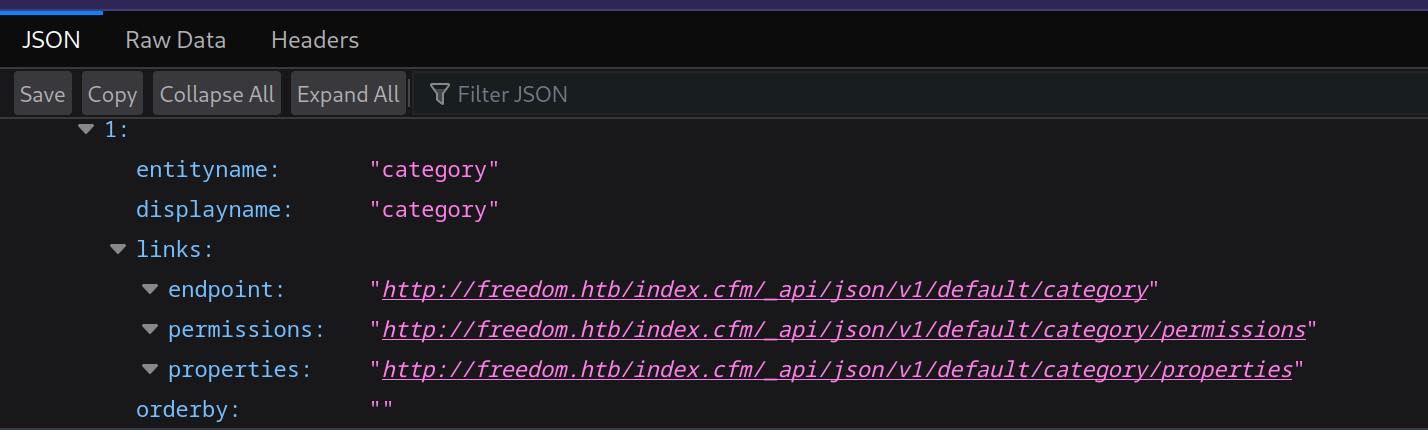 JSON Raw Data Headers
Save Copy Collapse All Expand All Filter JSON
1:
entityname: "category"
displayname: "category"
links:
endpoint: "http://freedom.htb/index.cfm/_api/json/v1/default/category"
permissions: "http://freedom.htb/index.cfm/_api/json/v1/default/category/permissions"
properties: "http://freedom.htb/index.cfm/_api/json/v1/default/category/properties"
orderby: ""